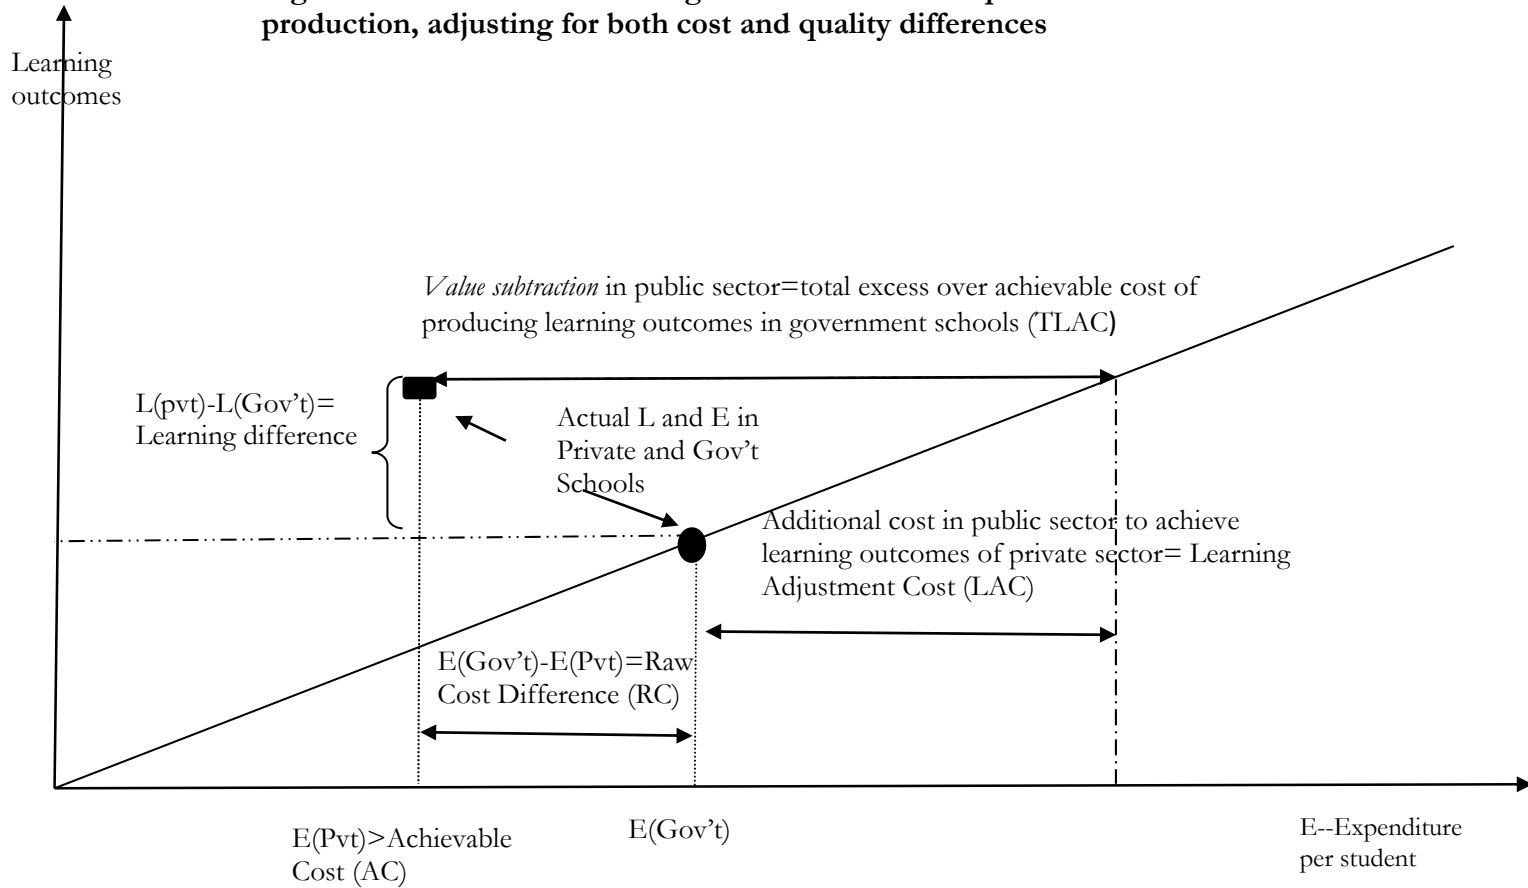 production, adjusting for both cost and quality differences
Learning
outcomes
Value subtraction in public sector=total excess over achievable cost of
producing learning outcomes in government schools (TLAC)
L(pvt)-L(Gov’t)=
Learning difference
Actual L and E in
Private and Gov’t
Schools
Additional cost in public sector to achieve
learning outcomes of private sector= Learning
Adjustment Cost (LAC)
E(Gov’t)-E(Pvt)=Raw
Cost Difference (RC)
E(Pvt)>Achievable
Cost (AC)
E(Gov’t)
E--Expenditure
per student